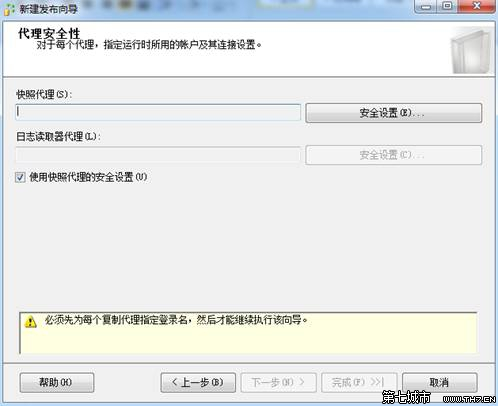 新建发布向导
代理安全性
对于每个代理，指定运行时所用的帐户及其连接设置。
快照代理(S):
安全设置(E)...
日志读取器代理(L):
安全设置(C)...
使用快照代理的安全设置(U)
必须先为每个复制代理指定登录名，然后才能继续执行该向导。
帮助(H)
< 上一步(B)
下一步(N) >
完成(F) >>|
取消
第七城市 WWW.TH7.CN